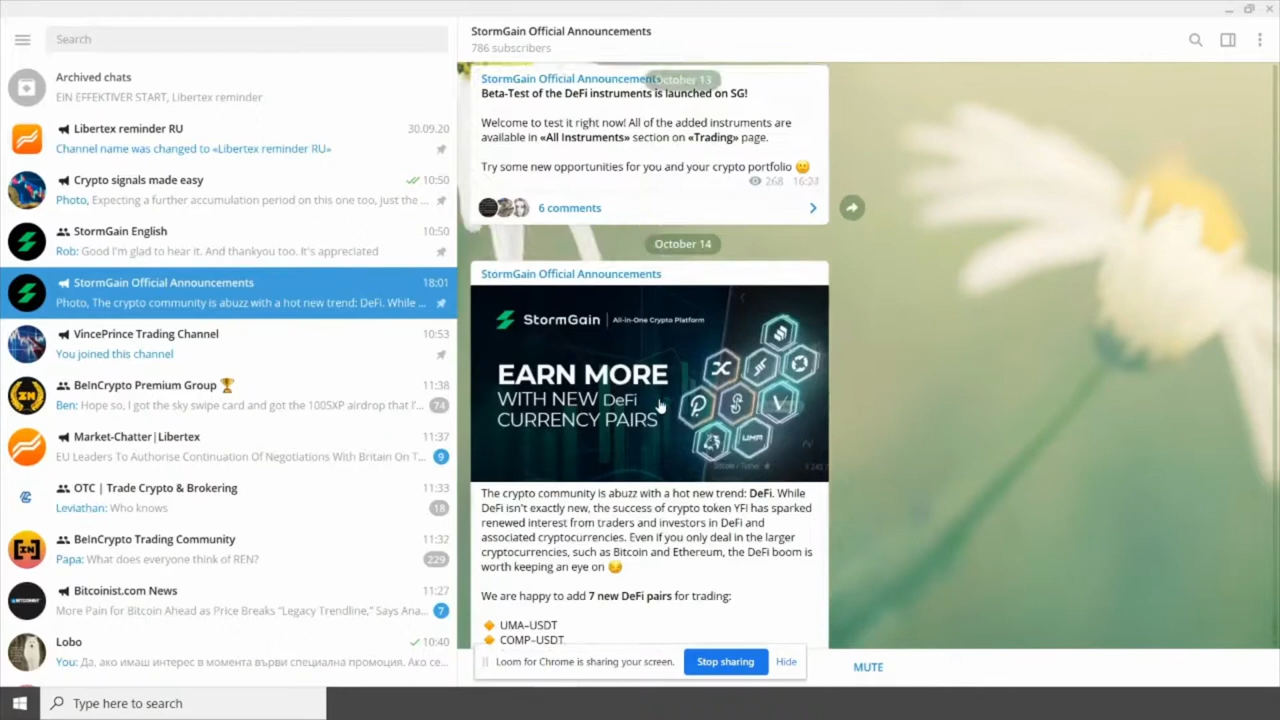 Search
Archived chats
EIN EFFEKTIVER START, Libertex reminder
Libertex reminder RU
30.09.20
Channel name was changed to «Libertex reminder RU»
Crypto signals made easy
10:50
Photo, Expecting a further accumulation period on this one too, just the ...
StormGain English
10:50
Rob: Good I'm glad to hear it. And thankyou too. It's appreciated
StormGain Official Announcements
18:01
Photo, The crypto community is abuzz with a hot new trend: DeFi. While ...
VincePrince Trading Channel
10:53
You joined this channel
BeInCrypto Premium Group
11:38
Ben: Hope so, I got the sky swipe card and got the 100SXP airdrop that I'...
74
Market-Chatter|Libertex
11:37
EU Leaders To Authorise Continuation Of Negotiations With Britain On T...
9
OTC | Trade Crypto & Brokering
11:33
Leviathan: Who knows
18
BeInCrypto Trading Community
11:32
Papa: What does everyone think of REN?
229
Bitcoinist.com News
11:27
More Pain for Bitcoin Ahead as Price Breaks “Legacy Trendline,” Says Ana...
7
Lobo
10:40
You: Да, ако имаш интерес в момента върви специална промоция. Ако се...
Type here to search
StormGain Official Announcements
786 subscribers
October 13
StormGain Official Announcements
Beta-Test of the DeFi instruments is launched on SG!
Welcome to test it right now! All of the added instruments are
available in «All Instruments» section on «Trading» page.
Try some new opportunities for you and your crypto portfolio
268 16:23
6 comments
October 14
StormGain Official Announcements
StormGain | All-in-One Crypto Platform
EARN MORE
WITH NEW DeFi
CURRENCY PAIRS
UMA
Bitcoin / Tether
The crypto community is abuzz with a hot new trend: DeFi. While
DeFi isn't exactly new, the success of crypto token YFI has sparked
renewed interest from traders and investors in DeFi and
associated cryptocurrencies. Even if you only deal in the larger
cryptocurrencies, such as Bitcoin and Ethereum, the DeFi boom is
worth keeping an eye on
We are happy to add 7 new DeFi pairs for trading:
UMA–USDT
COMP–USDT
Loom for Chrome is sharing your screen.
Stop sharing
Hide
MUTE